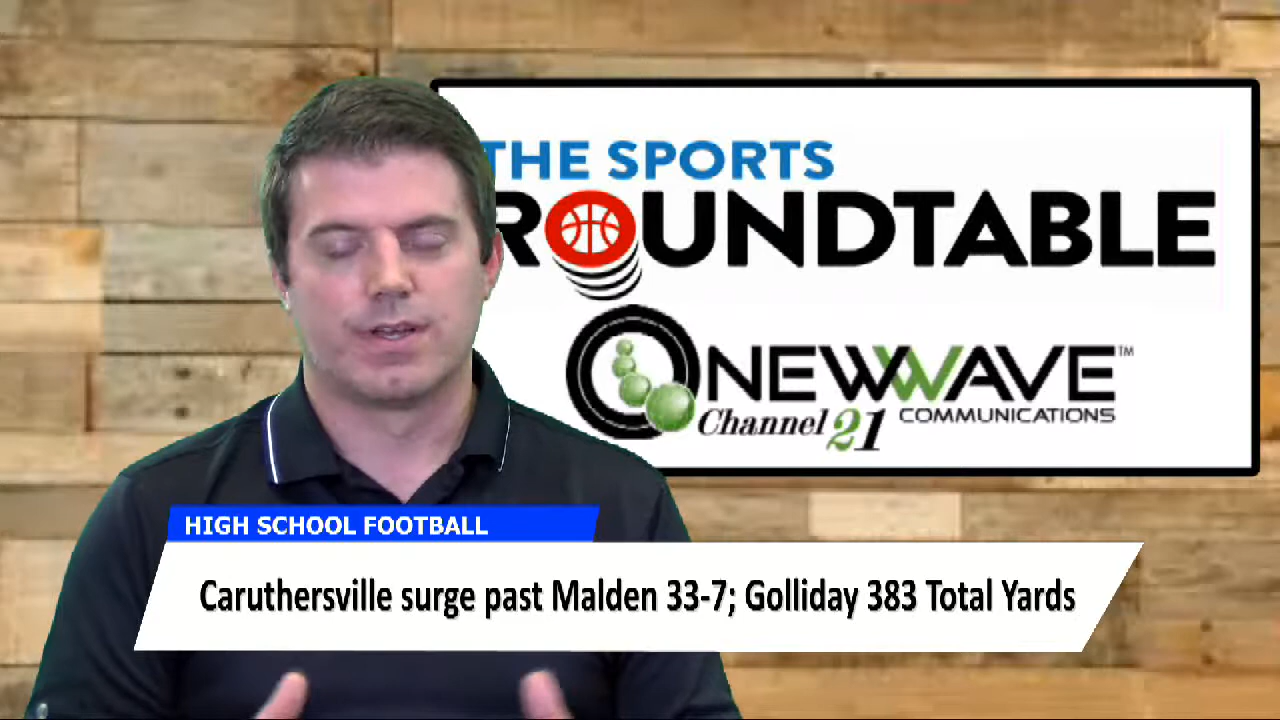 THE SPORTS
ROUNDTABLE
NEWWAVE™
Channel 21 COMMUNICATIONS
HIGH SCHOOL FOOTBALL
Caruthersville surge past Malden 33-7; Golliday 383 Total Yards